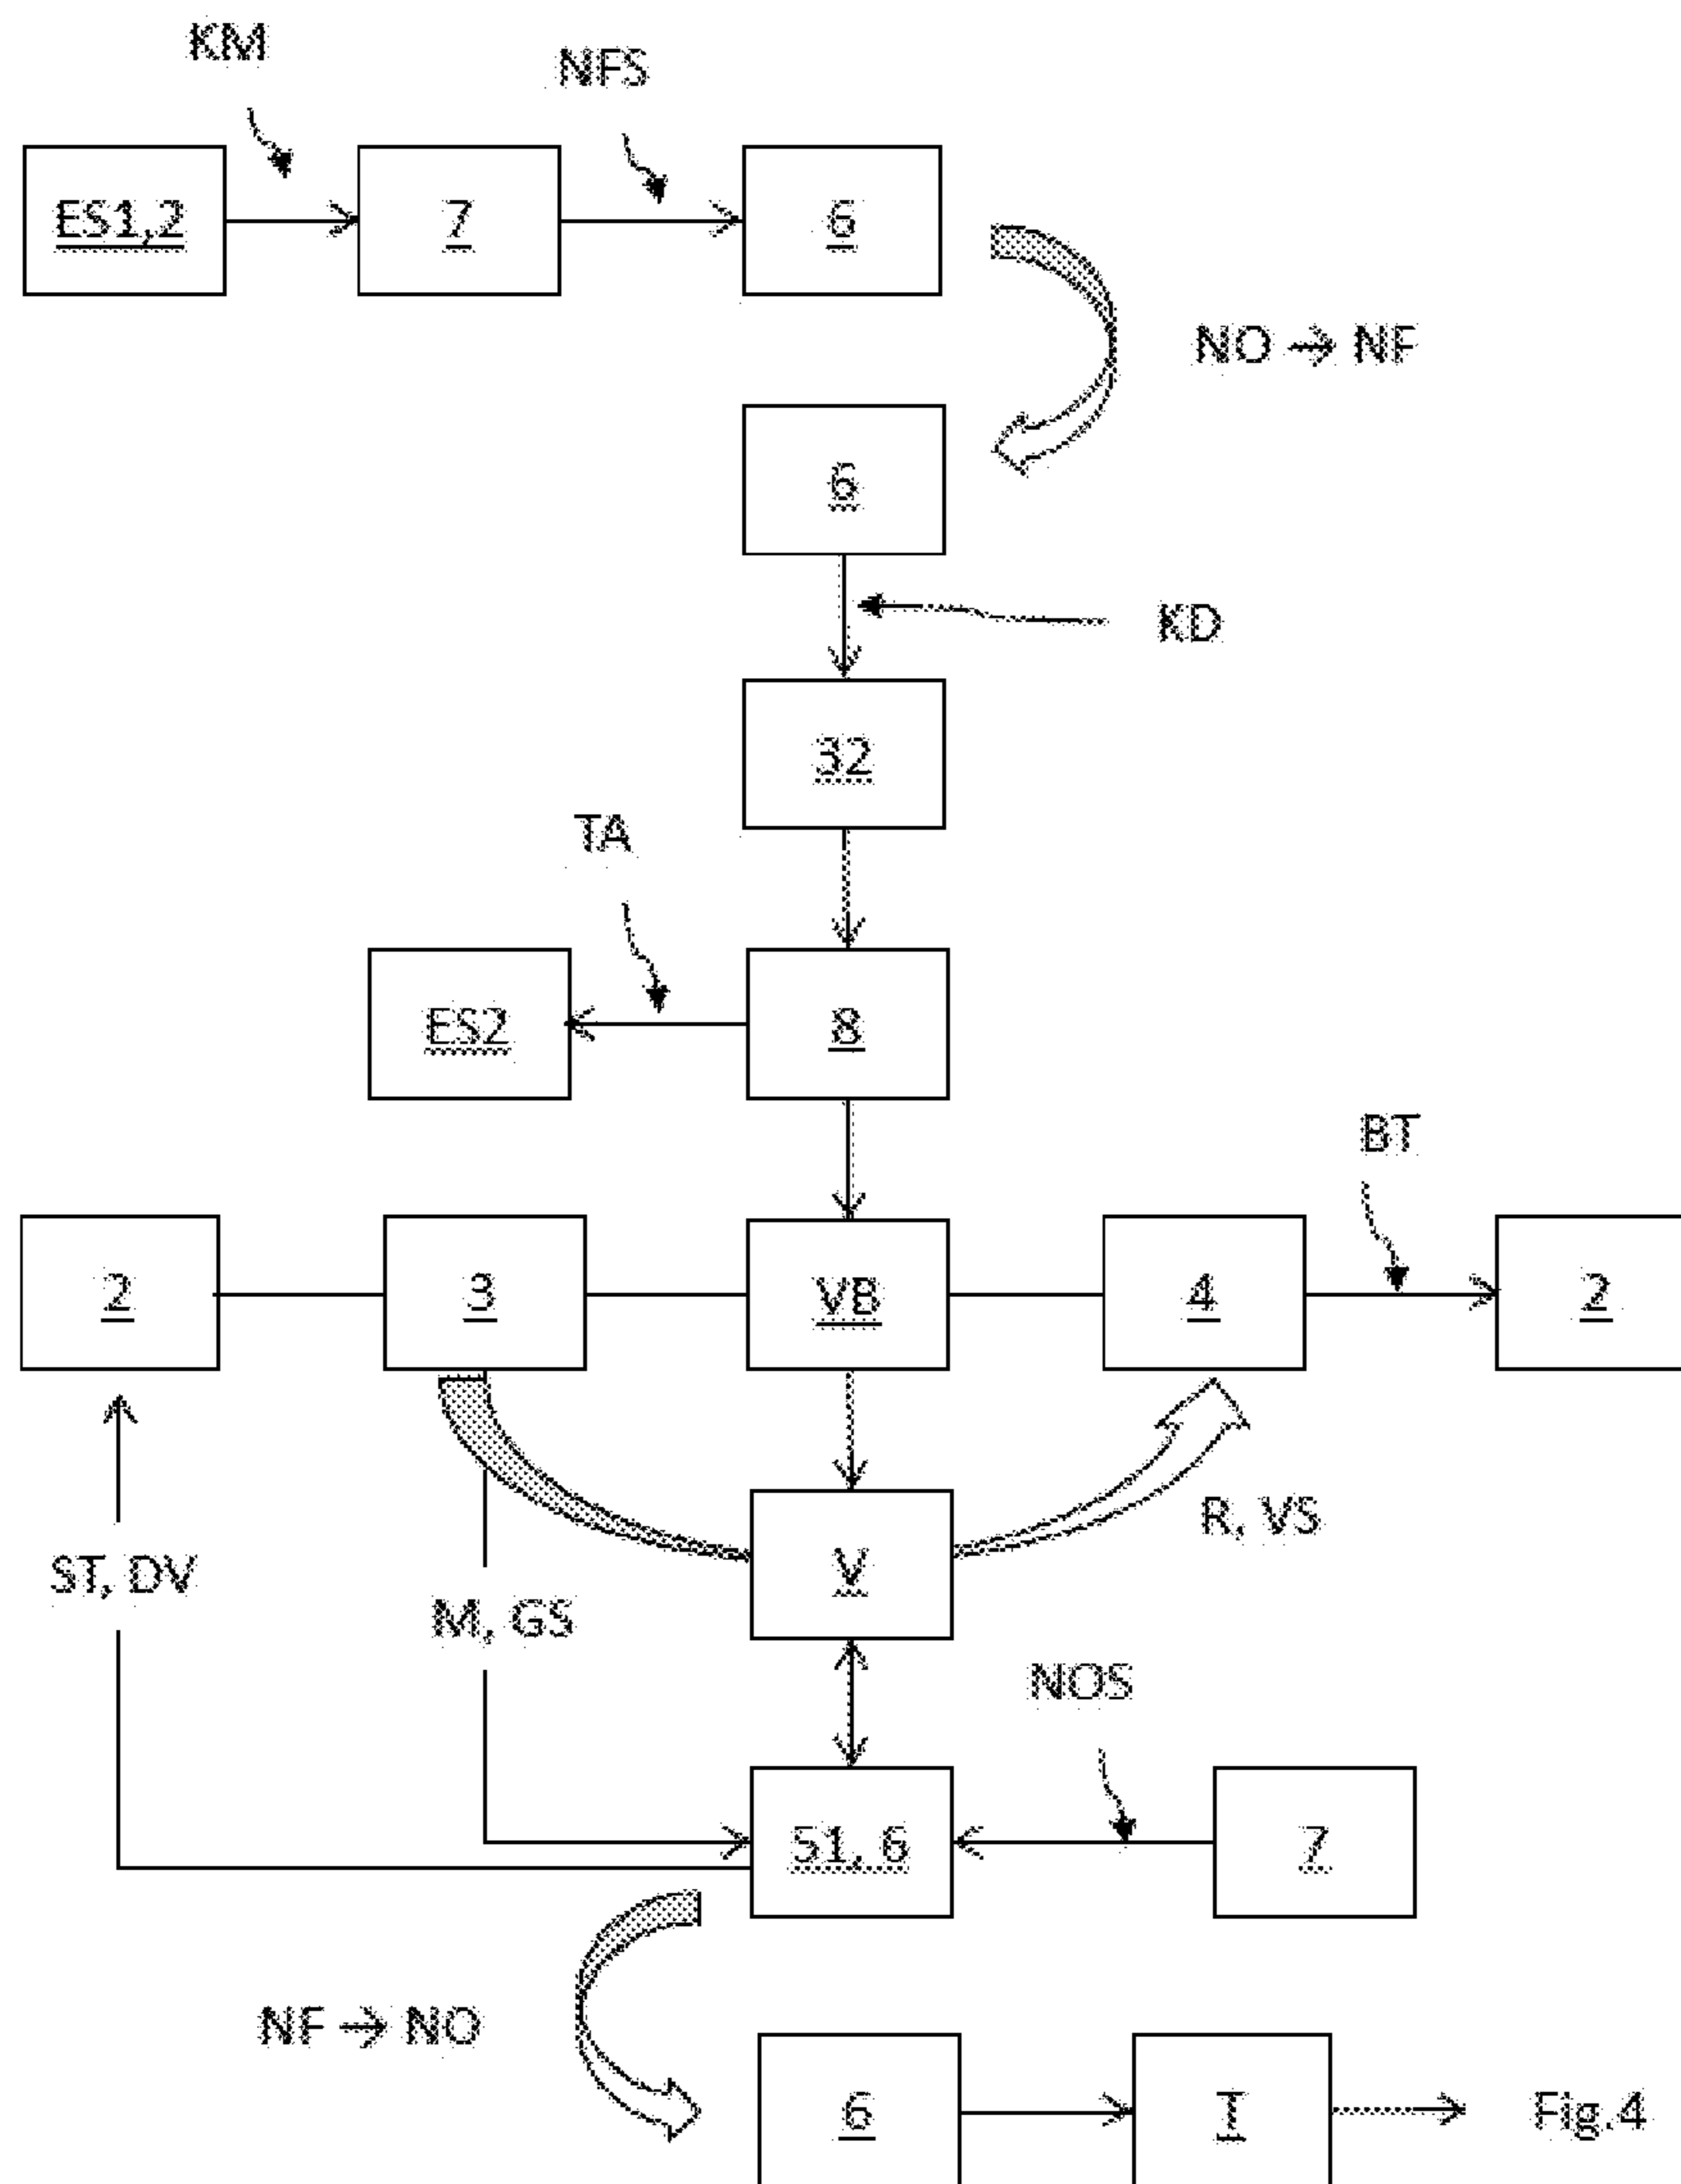 KM
NFS
ES1,2
7
6
NO → NF
6
KD
32
TA
ES2
8
BT
2
3
VB
4
2
R, VS
V
ST, DV
M, GS
NOS
51, 6
7
NF → NO
6
T
Fig.4